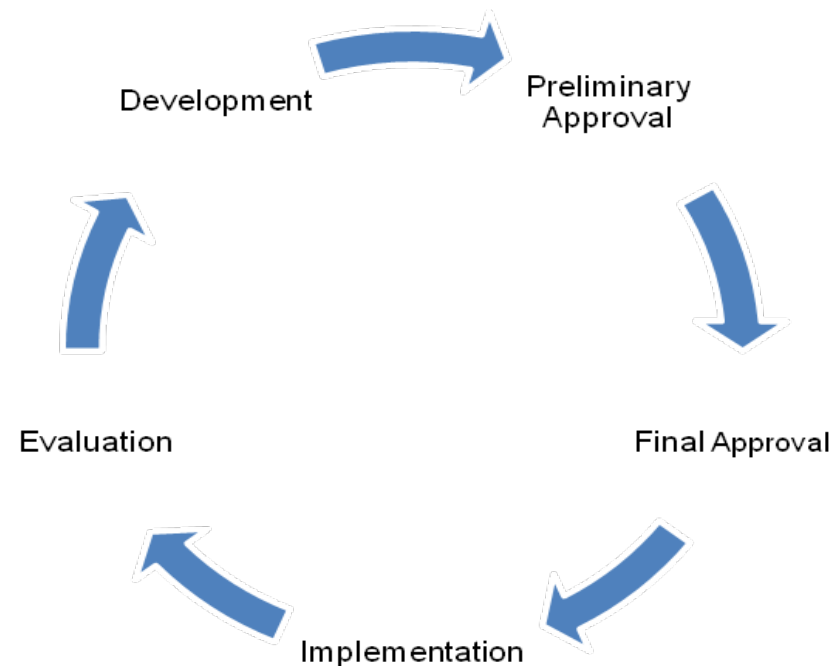 Development
Preliminary
Approval
Final Approval
Implementation
Evaluation